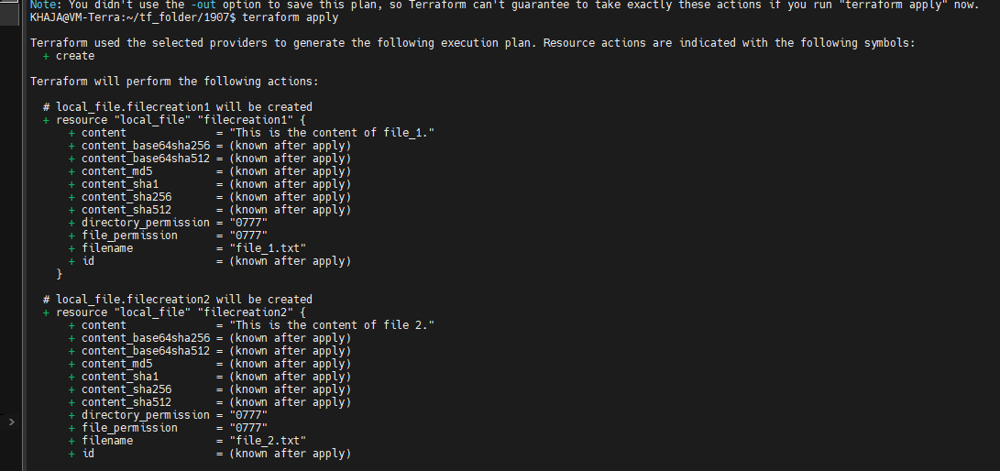 Note: You didn't use the -out option to save this plan, so Terraform can't guarantee to take exactly these actions if you run "terraform apply" now.
KHAJA@VM-Terra:~/tf_folder/1907$ terraform apply
Terraform used the selected providers to generate the following execution plan. Resource actions are indicated with the following symbols:
  + create
Terraform will perform the following actions:
  # local_file.filecreation1 will be created
  + resource "local_file" "filecreation1" {
      + content              = "This is the content of file_1."
      + content_base64sha256 = (known after apply)
      + content_base64sha512 = (known after apply)
      + content_md5          = (known after apply)
      + content_sha1         = (known after apply)
      + content_sha256       = (known after apply)
      + content_sha512       = (known after apply)
      + directory_permission = "0777"
      + file_permission      = "0777"
      + filename             = "file_1.txt"
      + id                   = (known after apply)
    }
  # local_file.filecreation2 will be created
  + resource "local_file" "filecreation2" {
      + content              = "This is the content of file 2."
      + content_base64sha256 = (known after apply)
      + content_base64sha512 = (known after apply)
      + content_md5          = (known after apply)
      + content_sha1         = (known after apply)
      + content_sha256       = (known after apply)
      + content_sha512       = (known after apply)
      + directory_permission = "0777"
      + file_permission      = "0777"
      + filename             = "file_2.txt"
      + id                   = (known after apply)